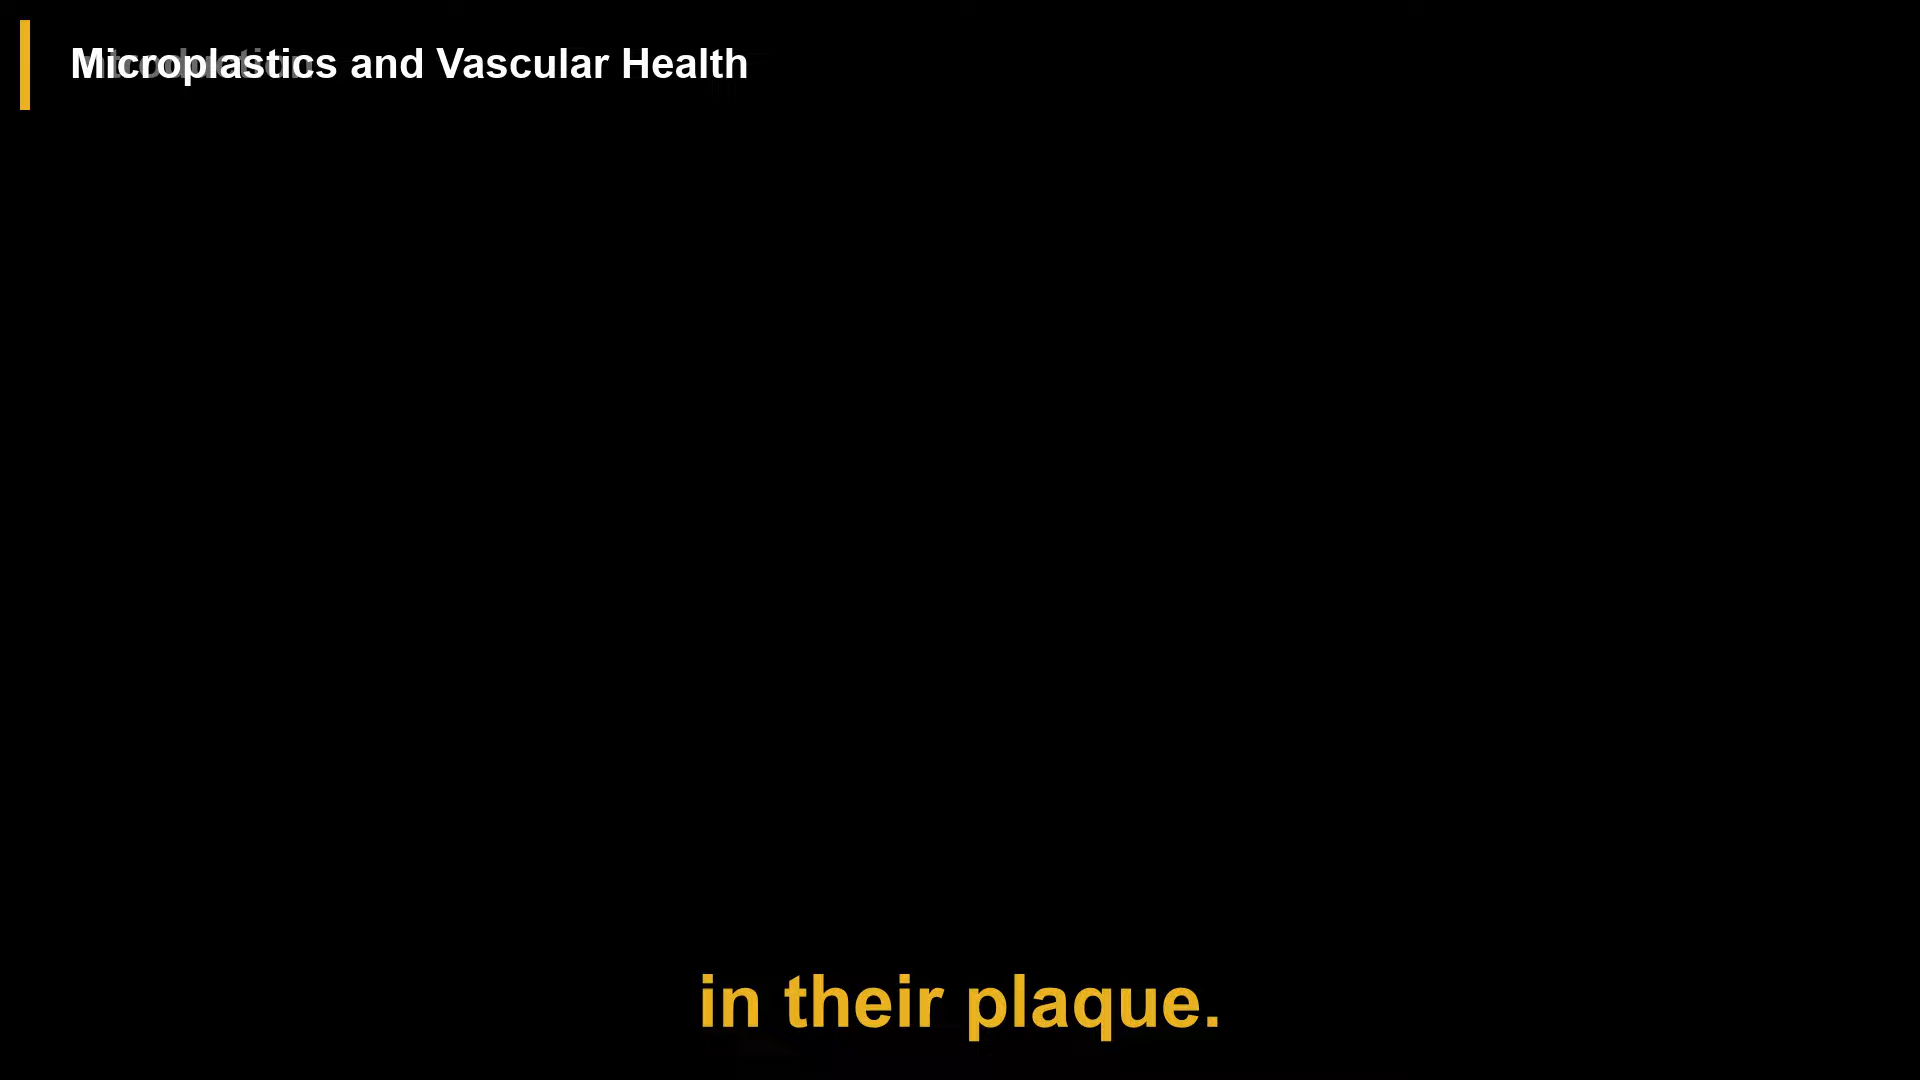 Microplastics and Vascular Health
in their plaque.